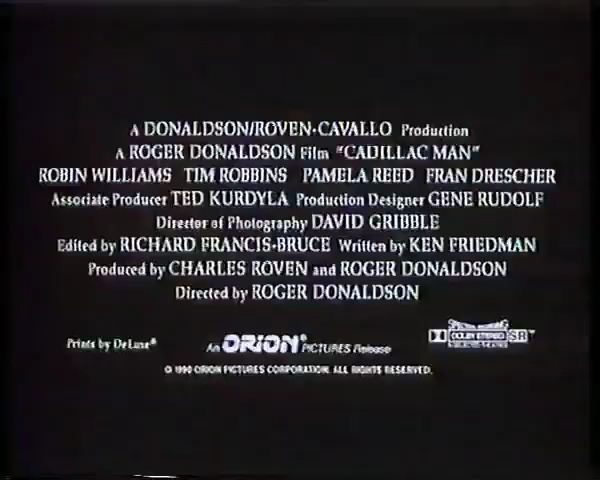 A DONALDSON/ROVEN-CAVALLO Production
A ROGER DONALDSON Film "CADILLAC MAN"
ROBIN WILLIAMS TIM ROBBINS PAMELA REED FRAN DRESCHER
Associate Producer TED KURDYLA Production Designer GENE RUDOLF
Director of Photography DAVID GRIBBLE
Edited by RICHARD FRANCIS-BRUCE Written by KEN FRIEDMAN
Produced by CHARLES ROVEN and ROGER DONALDSON
Directed by ROGER DONALDSON
Prints by DeLuxe®
An ORION® PICTURES Release
DOLBY STEREO SR™
© 1990 ORION PICTURES CORPORATION. ALL RIGHTS RESERVED.